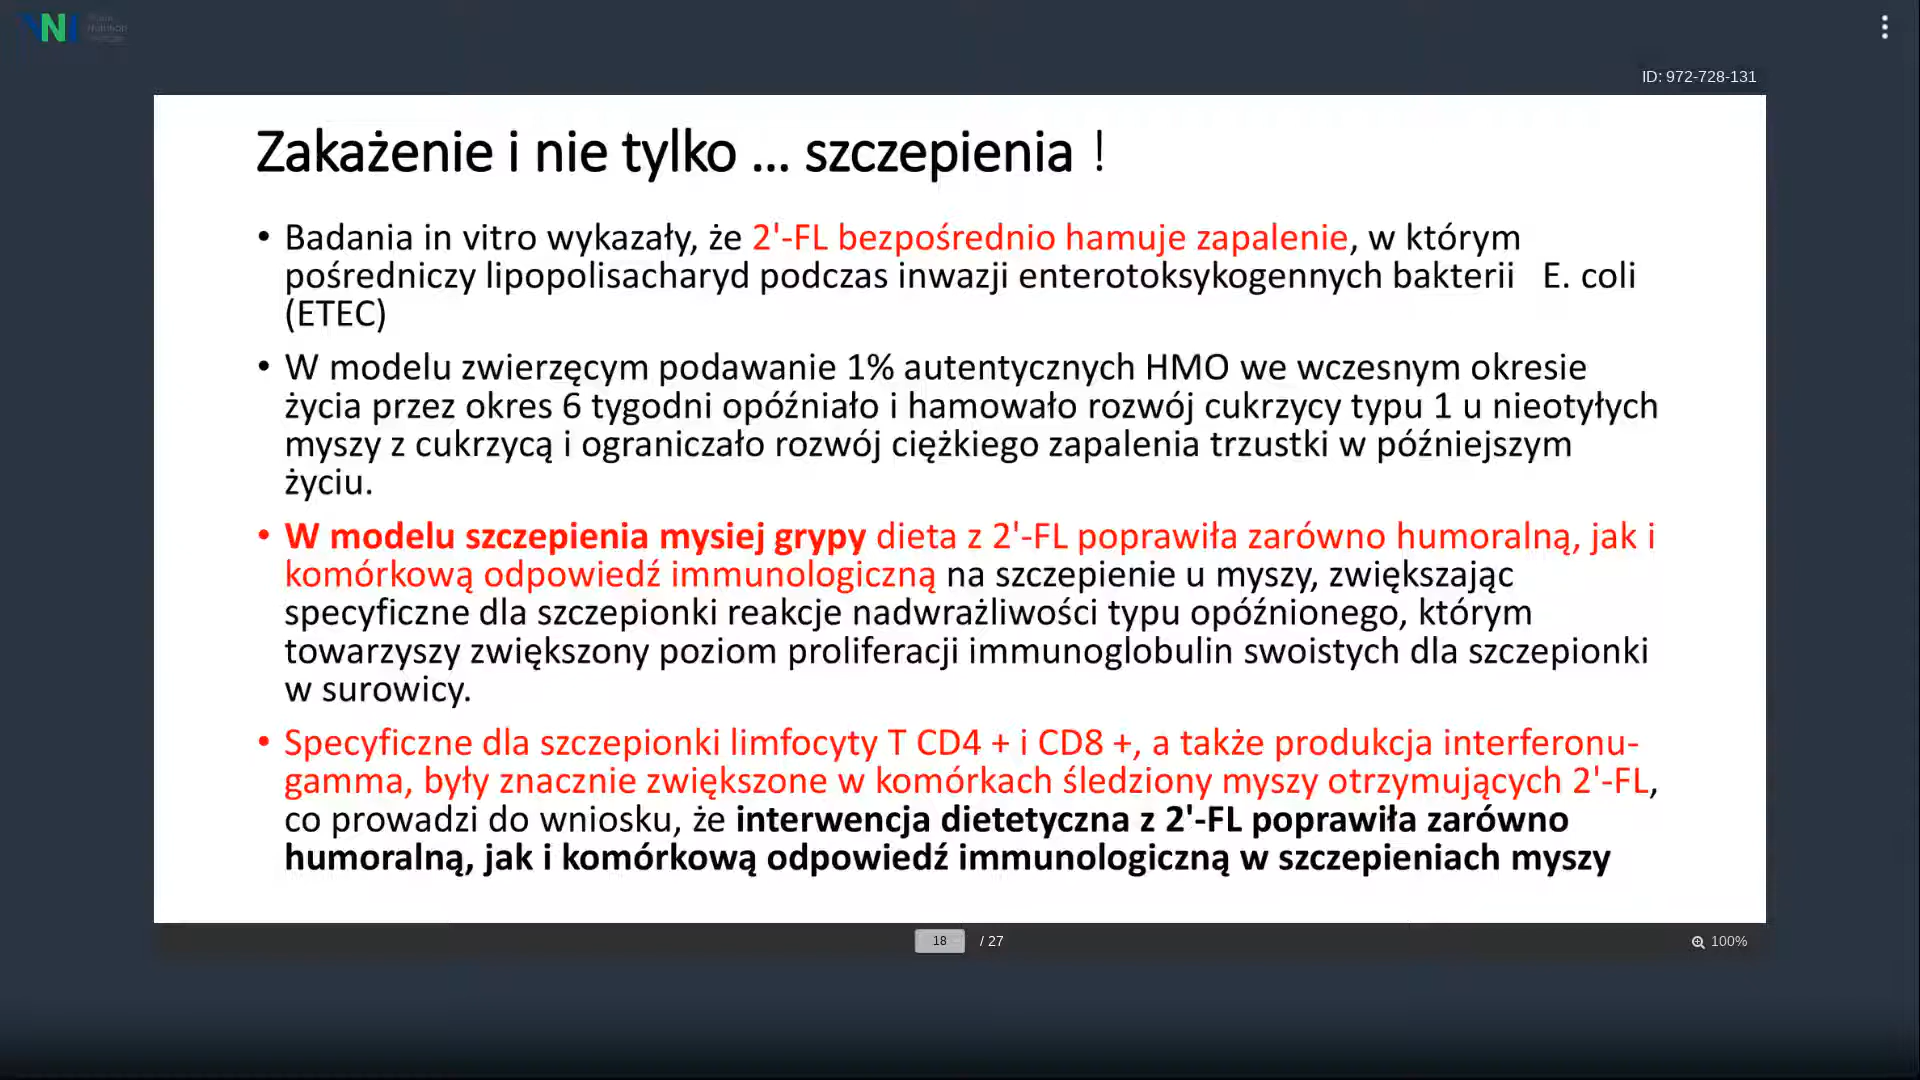 ID: 972-728-131
Zakażenie i nie tylko ... szczepienia !
• Badania in vitro wykazały, że 2'-FL bezpośrednio hamuje zapalenie, w którym
pośredniczy lipopolisacharyd podczas inwazji enterotoksykogennych bakterii E. coli
(ETEC)
• W modelu zwierzęcym podawanie 1% autentycznych HMO we wczesnym okresie
życia przez okres 6 tygodni opóźniało i hamowało rozwój cukrzycy typu 1 u nieotyłych
myszy z cukrzycą i ograniczało rozwój ciężkiego zapalenia trzustki w późniejszym
życiu.
• W modelu szczepienia mysiej grypy dieta z 2'-FL poprawiła zarówno humoralną, jak i
komórkową odpowiedź immunologiczną na szczepienie u myszy, zwiększając
specyficzne dla szczepionki reakcje nadwrażliwości typu opóźnionego, którym
towarzyszy zwiększony poziom proliferacji immunoglobulin swoistych dla szczepionki
w surowicy.
• Specyficzne dla szczepionki limfocyty T CD4 + i CD8 +, a także produkcja interferonu-
gamma, były znacznie zwiększone w komórkach śledziony myszy otrzymujących 2'-FL,
co prowadzi do wniosku, że interwencja dietetyczna z 2'-FL poprawiła zarówno
humoralną, jak i komórkową odpowiedź immunologiczną w szczepieniach myszy
18 / 27
100%